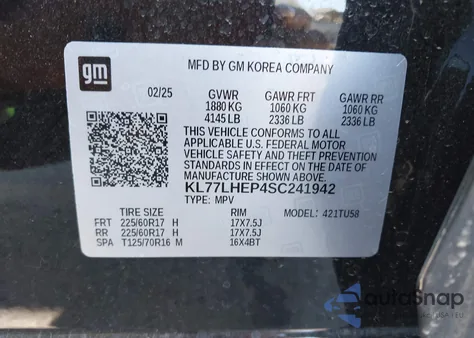 gm
MFD BY GM KOREA COMPANY
02/25 GVWR GAWR FRT GAWR RR
1880 KG 1060 KG 1060 KG
4145 LB 2336 LB 2336 LB
THIS VEHICLE CONFORMS TO ALL
APPLICABLE U.S. FEDERAL MOTOR
VEHICLE SAFETY AND THEFT
PREVENTION STANDARDS IN EFFECT
ON THE DATE OF MANUFACTURE
SHOWN ABOVE.
KL77LHEP4SC241942
TYPE: MPV
TIRE SIZE RIM MODEL: 421TU58
FRT 225/60R17 H 17X7.5J
RR 225/60R17 H 17X7.5J
SPA T125/70R16 M 16X4BT
autoSnap